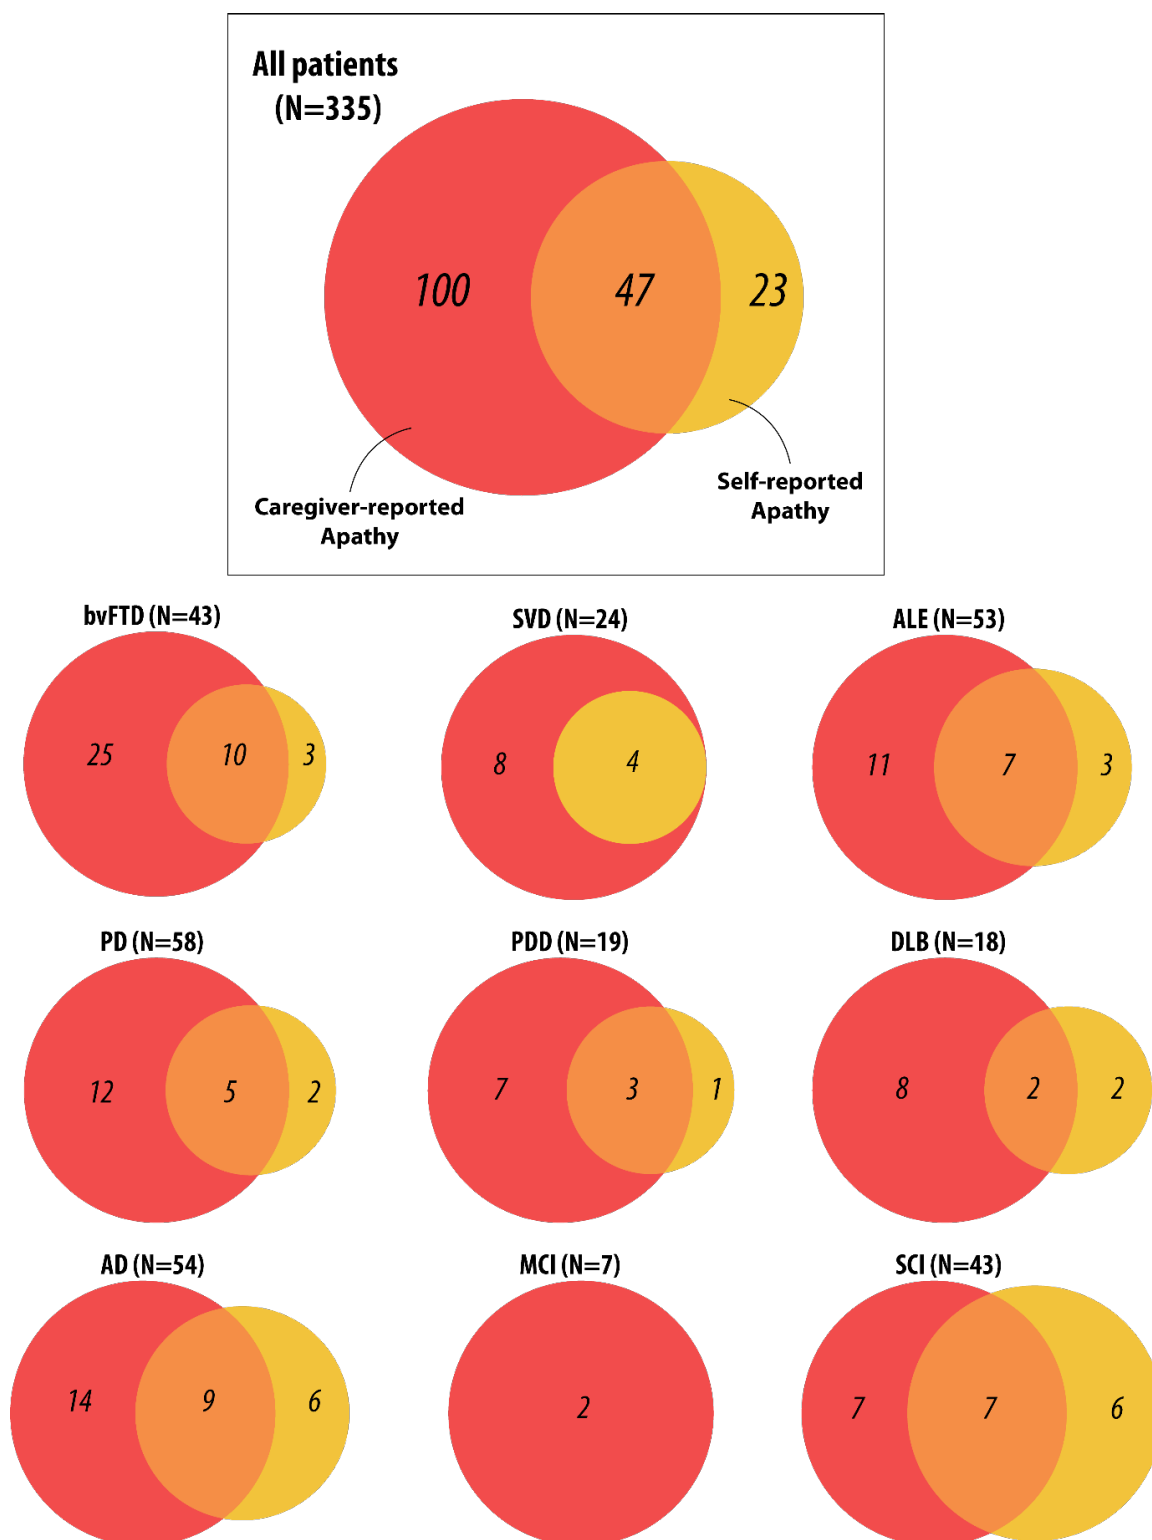 All patients
(N=335)
100
47
23
Caregiver-reported
Apathy
Self-reported
Apathy
bvFTD (N=43)
25
10
3
SVD (N=24)
8
4
ALE (N=53)
11
7
3
PD (N=58)
12
5
2
PDD (N=19)
7
3
1
DLB (N=18)
8
2
2
AD (N=54)
14
9
6
MCI (N=7)
2
SCI (N=43)
7
7
6